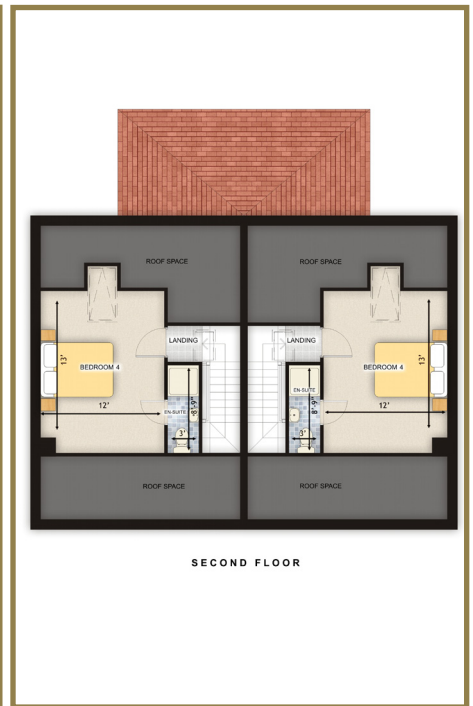 ROOF SPACE
ROOF SPACE
LANDING
LANDING
13'
BEDROOM 4
12'
EN-SUITE
8'-9"
3'
EN-SUITE
8'-9"
3'
BEDROOM 4
13'
12'
ROOF SPACE
ROOF SPACE
SECOND FLOOR